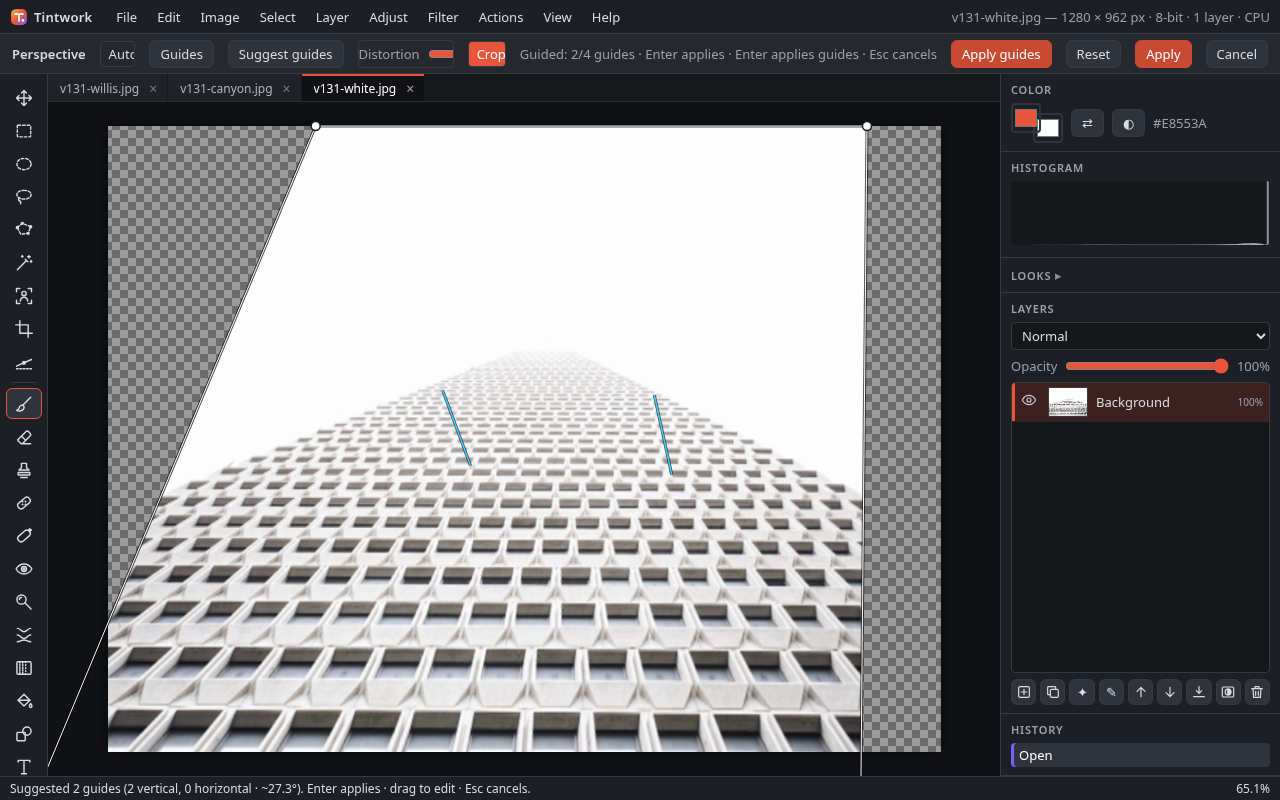 Tintwork File Edit Image Select Layer Adjust Filter Actions View Help v131-white.jpg — 1280 × 962 px · 8-bit · 1 layer · CPU
Perspective Auto Guides Suggest guides Distortion Crop Guided: 2/4 guides · Enter applies · Enter applies guides · Esc cancels Apply guides Reset Apply Cancel
v131-willis.jpg × v131-canyon.jpg × v131-white.jpg ×
COLOR
#E8553A
HISTOGRAM
LOOKS ▸
LAYERS
Normal
Opacity 100%
Background 100%
HISTORY
Open
Suggested 2 guides (2 vertical, 0 horizontal · ~27.3°). Enter applies · drag to edit · Esc cancels. 65.1%